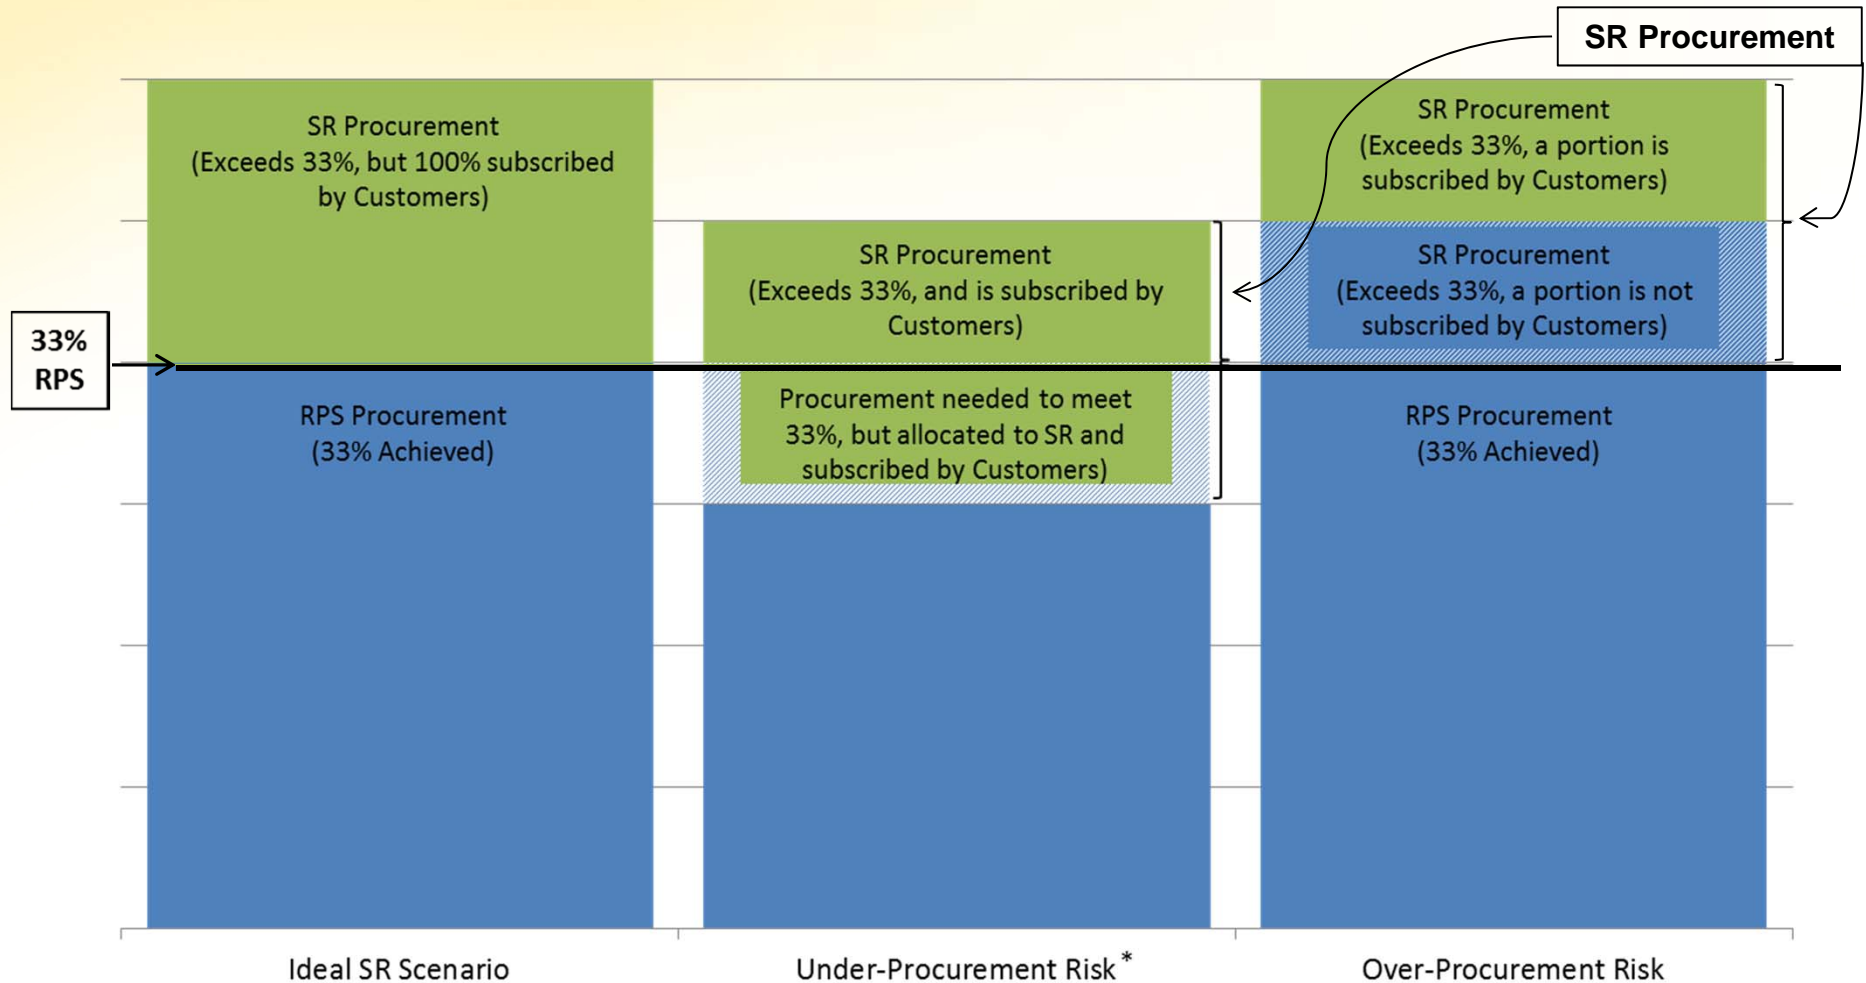 SR Procurement
SR Procurement
(Exceeds 33%, but 100% subscribed
by Customers)
SR Procurement
(Exceeds 33%, a portion is
subscribed by Customers)
SR Procurement
(Exceeds 33%, and is subscribed by
Customers)
SR Procurement
(Exceeds 33%, a portion is not
subscribed by Customers)
33%
RPS
RPS Procurement
(33% Achieved)
Procurement needed to meet
33%, but allocated to SR and
subscribed by Customers)
RPS Procurement
(33% Achieved)
Ideal SR Scenario
Under-Procurement Risk *
Over-Procurement Risk